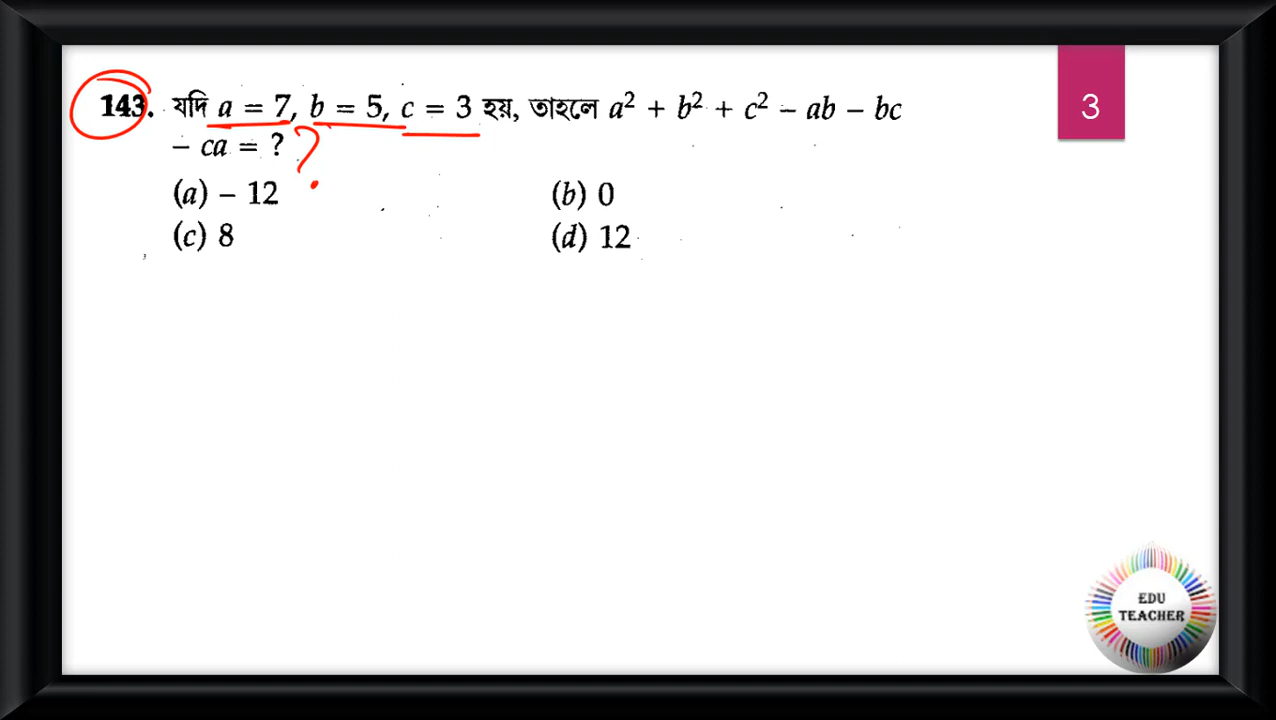 143. যদি a = 7, b = 5, c = 3 হয়, তাহলে a² + b² + c² – ab – bc
– ca = ? ?
(a) – 12 (b) 0
(c) 8 (d) 12
3
EDU
TEACHER